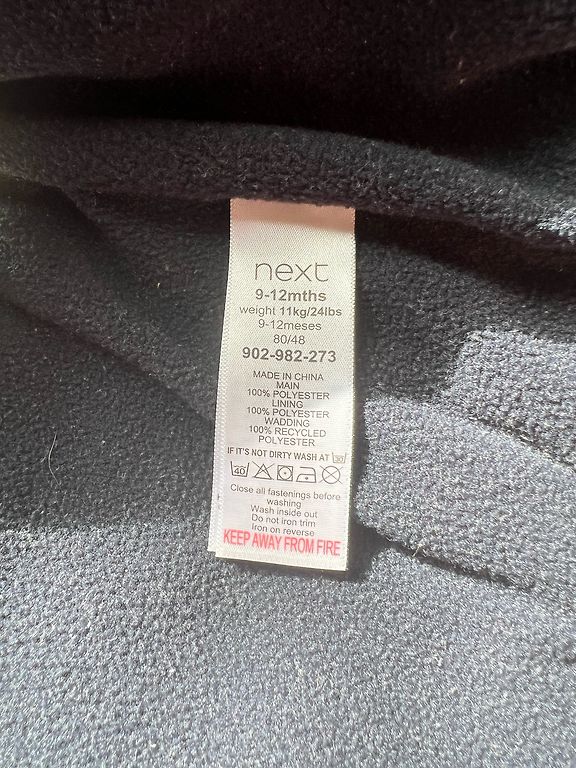 next
9-12mths
weight 11kg/24lbs
9-12meses
80/48
902-982-273
MADE IN CHINA
MAIN
100% POLYESTER
LINING
100% POLYESTER
WADDING
100% RECYCLED
POLYESTER
IF IT'S NOT DIRTY WASH AT 30
40
Close all fastenings before
washing
Wash inside out
Do not iron trim
Iron on reverse
KEEP AWAY FROM FIRE